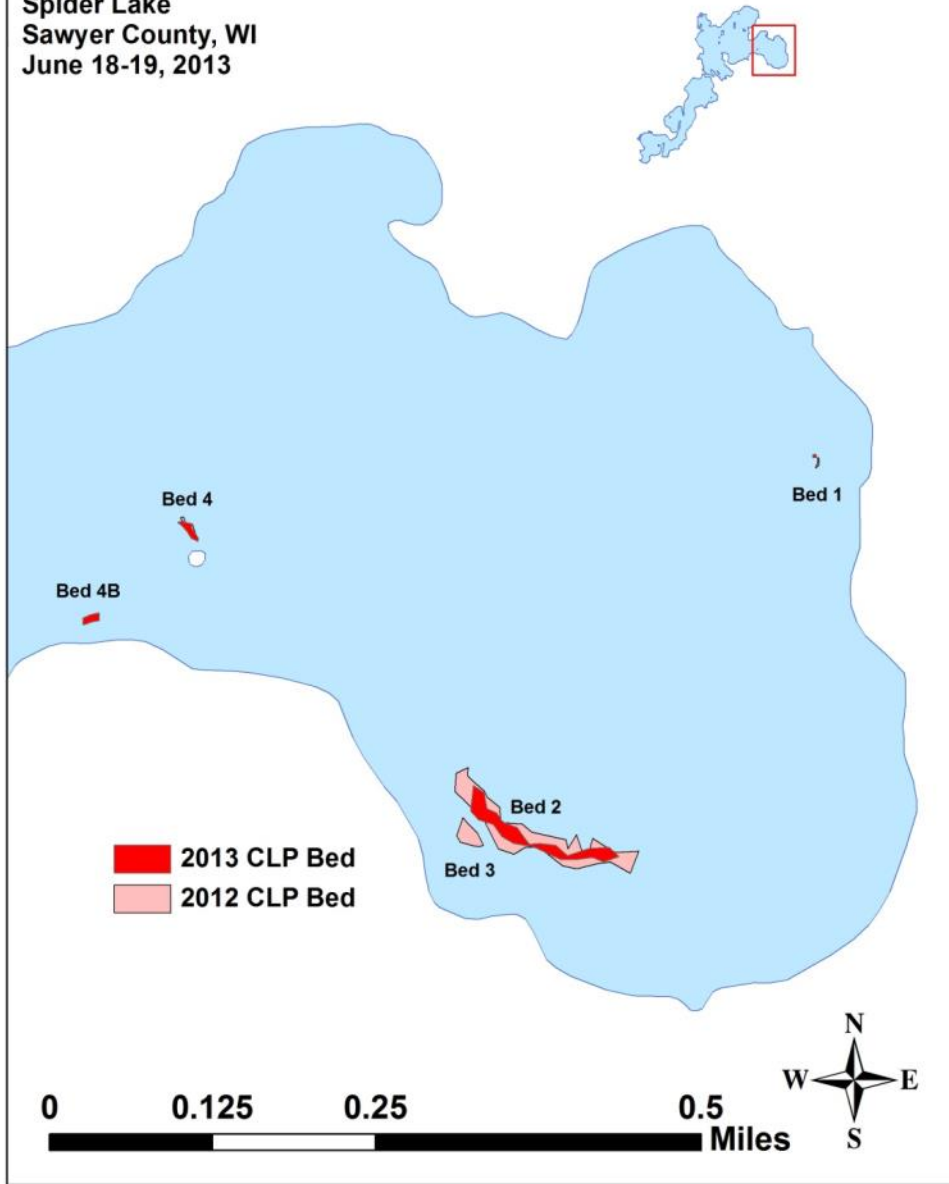 Spider Lake
Sawyer County, WI
June 18-19, 2013
Bed 4
Bed 1
Bed 4B
Bed 2
2013 CLP Bed
Bed 3
2012 CLP Bed
N
W E
S
0 0.125 0.25 0.5
Miles